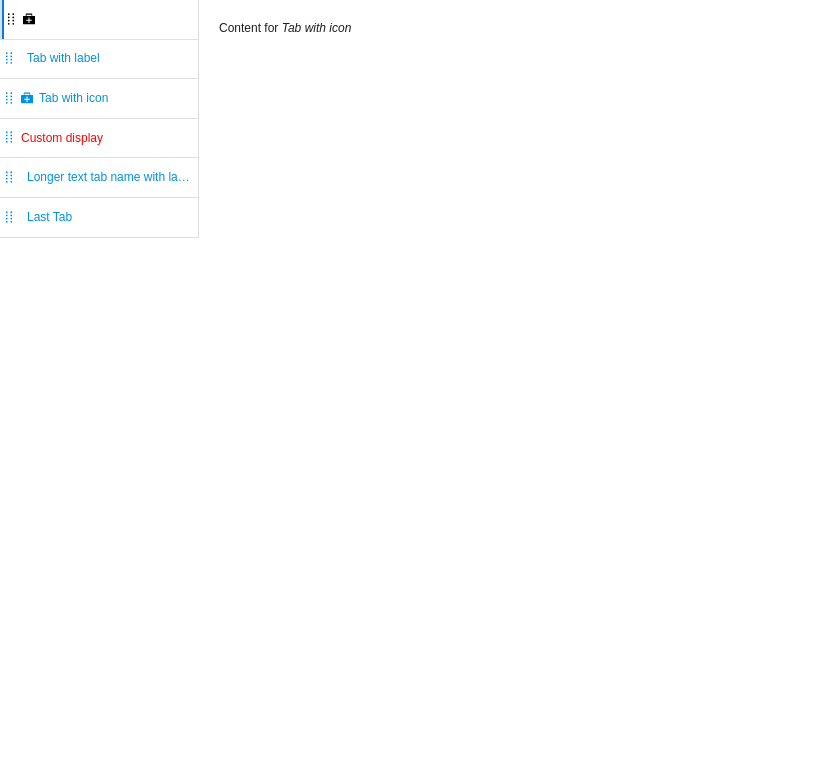 Content for Tab with icon
Tab with label
Tab with icon
Custom display
Longer text tab name with la…
Last Tab